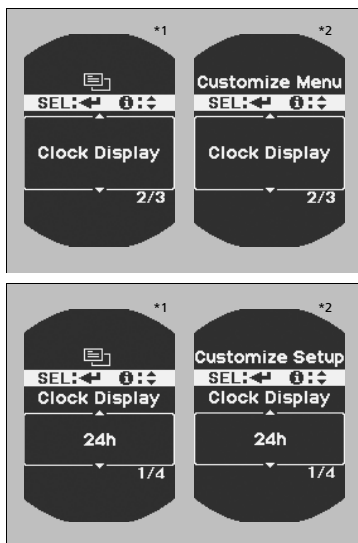 *1
SEL:↵ ℹ:⬍
Clock Display
2/3
*2
Customize Menu
SEL:↵ ℹ:⬍
Clock Display
2/3
*1
SEL:↵ ℹ:⬍
Clock Display
24h
1/4
*2
Customize Setup
SEL:↵ ℹ:⬍
Clock Display
24h
1/4